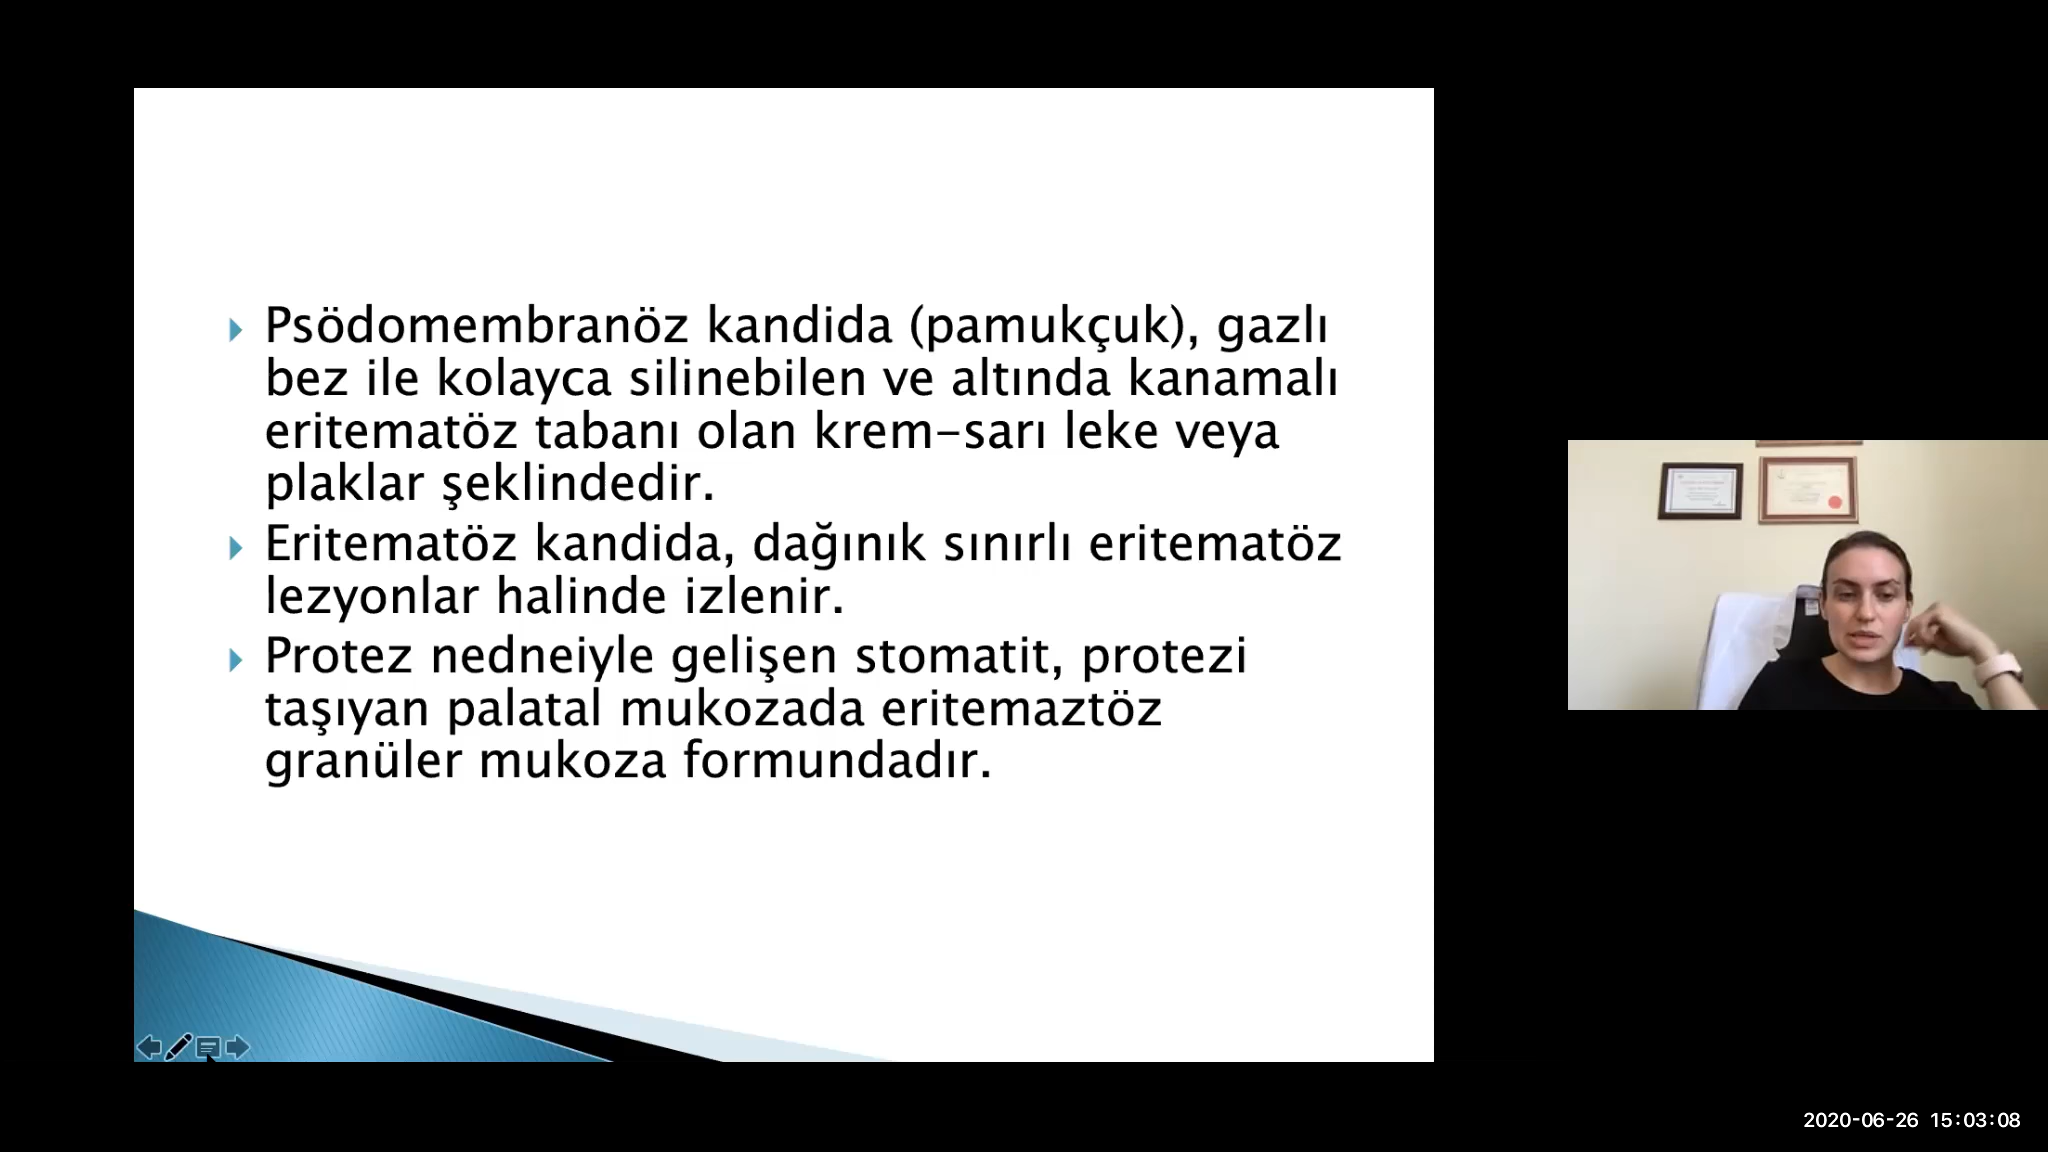 Psödomembranöz kandida (pamukçuk), gazlı
bez ile kolayca silinebilen ve altında kanamalı
eritematöz tabanı olan krem-sarı leke veya
plaklar şeklindedir.
Eritematöz kandida, dağınık sınırlı eritematöz
lezyonlar halinde izlenir.
Protez nedneiyle gelişen stomatit, protezi
taşıyan palatal mukozada eritemaztöz
granüler mukoza formundadır.
2020-06-26 15:03:08